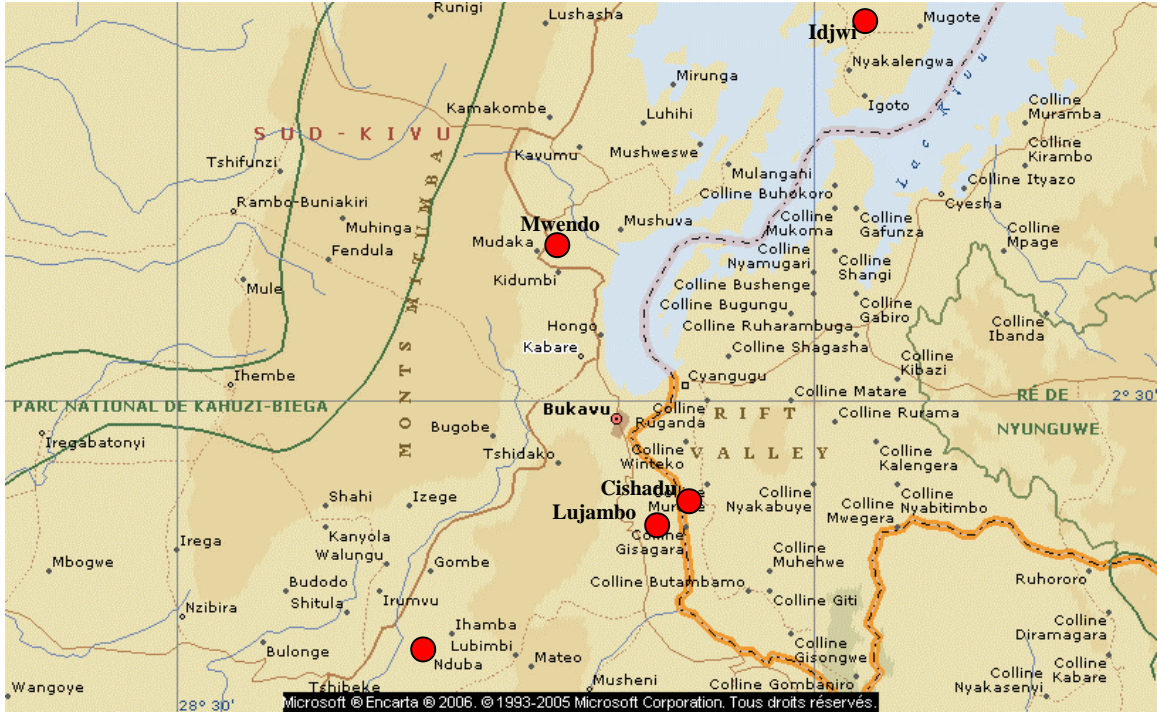 Runigi
Lushasha
Idjwi
Mugote
Nyakalengwa
Mirunga
Igoto
Kamakombe
Luhihi
Colline
Muramba
SUD-KIVU
Lac Kivu
Kavumu
Mushweswe
Colline
Kirambo
Tshifunzi
Mulangahi
Colline Ityazo
Colline Buhokoro
Cyesha
Rambo-Buniakiri
MONTS MITUMBA
Muhinga
Mwendo
Mushuva
Colline
Mukoma
Colline
Gafunza
Colline
Mpage
Mudaka
Fendula
Colline
Nyamugari
Colline
Shangi
Kidumbi
Mule
Colline Bushenge
Colline Bugungu
Colline
Gabiro
Colline
Ibanda
Hongo
Colline Ruharambuga
Kabare
Colline Shagasha
Colline
Kibazi
Ihembe
Cyangugu
Colline Matare
RÉ DE
NYUNGUWE
2° 30'
PARC NATIONAL DE KAHUZI-BIEGA
Bukavu
Colline
Ruganda
RIFT
VALLEY
Colline Rurama
Iregabatonyi
Bugobe
Colline
Winteko
Colline
Kalengera
Tshidako
Cishadu
Colline
Nyakabuye
Colline
Nyabitimbo
Shahi
Izege
Lujambo
Colline
Mwegera
Kanyola
Irega
Walungu
Colline
Gisagara
Colline
Muhehwe
Mbogwe
Gombe
Budodo
Colline Butambamo
Ruhororo
Shitula
Irumvu
Colline Giti
Nzibira
Ihamba
Colline
Diramagara
Bulonge
Lubimbi
Colline
Gisongwe
Nduba
Mateo
Colline
Kabare
Wangoye
Tshibeke
Musheni
Colline Gombaniro
Colline
Nyakasenyi
28° 30'
Microsoft ® Encarta ® 2006. © 1993-2005 Microsoft Corporation. Tous droits réservés.